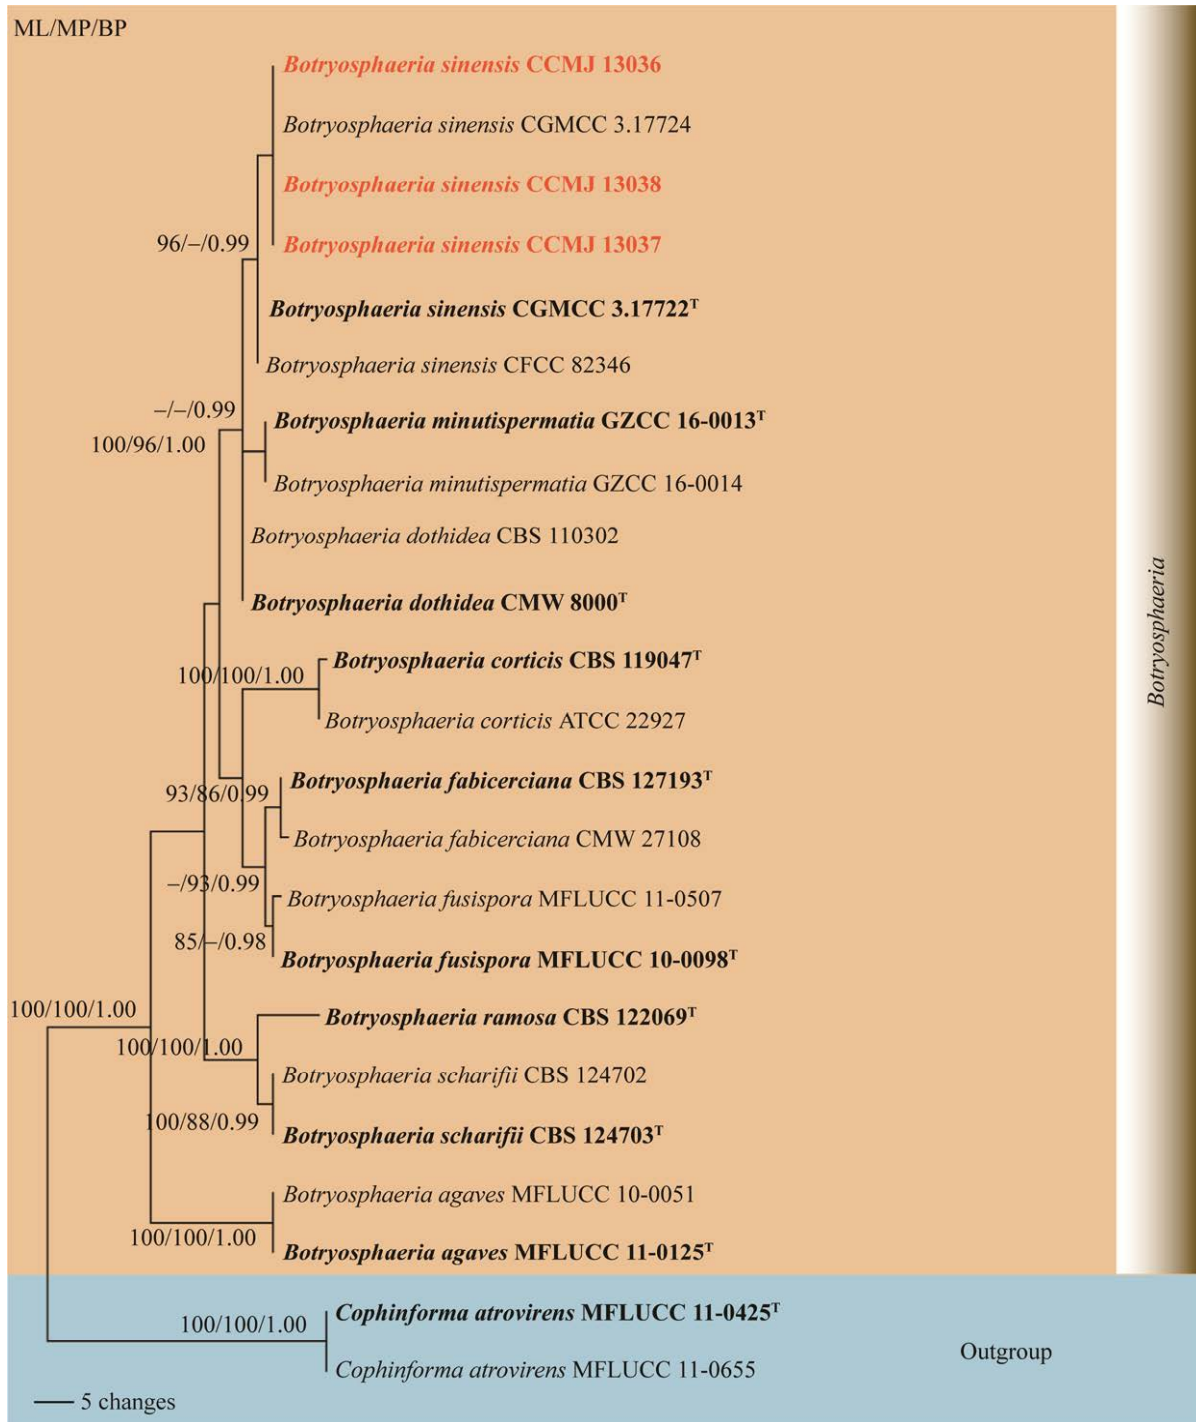 ML/MP/BP
Botryosphaeria sinensis CCMJ 13036
Botryosphaeria sinensis CGMCC 3.17724
Botryosphaeria sinensis CCMJ 13038
Botryosphaeria sinensis CCMJ 13037
96/–/0.99
Botryosphaeria sinensis CGMCC 3.17722ᵀ
Botryosphaeria sinensis CFCC 82346
–/–/0.99
Botryosphaeria minutispermatia GZCC 16-0013ᵀ
100/96/1.00
Botryosphaeria minutispermatia GZCC 16-0014
Botryosphaeria dothidea CBS 110302
Botryosphaeria dothidea CMW 8000ᵀ
Botryosphaeria corticis CBS 119047ᵀ
100/100/1.00
Botryosphaeria corticis ATCC 22927
Botryosphaeria fabicerciana CBS 127193ᵀ
93/86/0.99
Botryosphaeria fabicerciana CMW 27108
–/93/0.99
Botryosphaeria fusispora MFLUCC 11-0507
85/–/0.98
Botryosphaeria fusispora MFLUCC 10-0098ᵀ
100/100/1.00
Botryosphaeria ramosa CBS 122069ᵀ
100/100/1.00
Botryosphaeria scharifii CBS 124702
100/88/0.99
Botryosphaeria scharifii CBS 124703ᵀ
Botryosphaeria agaves MFLUCC 10-0051
100/100/1.00
Botryosphaeria agaves MFLUCC 11-0125ᵀ
Botryosphaeria
Cophinforma atrovirens MFLUCC 11-0425ᵀ
100/100/1.00
Cophinforma atrovirens MFLUCC 11-0655
Outgroup
5 changes